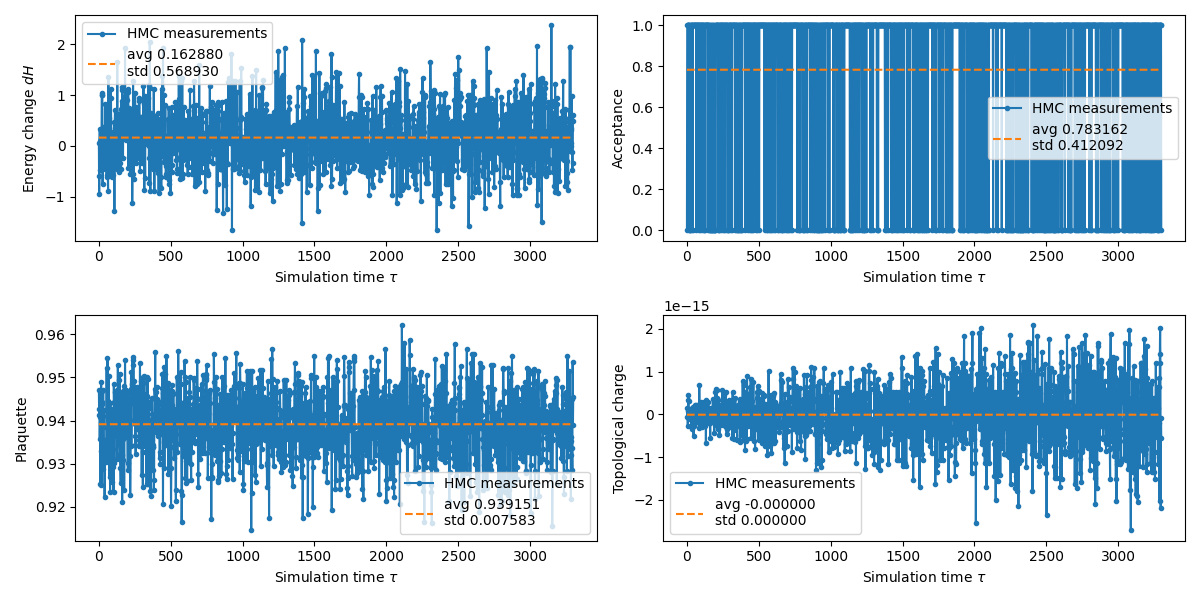 2
1
0
−1
Energy change dH
HMC measurements
avg 0.162880
std 0.568930
0
500
1000
1500
2000
2500
3000
Simulation time τ
1.0
0.8
0.6
0.4
0.2
0.0
Acceptance
HMC measurements
avg 0.783162
std 0.412092
0
500
1000
1500
2000
2500
3000
Simulation time τ
0.96
0.95
0.94
0.93
0.92
Plaquette
HMC measurements
avg 0.939151
std 0.007583
0
500
1000
1500
2000
2500
3000
Simulation time τ
1e−15
2
1
0
−1
−2
Topological charge
HMC measurements
avg -0.000000
std 0.000000
0
500
1000
1500
2000
2500
3000
Simulation time τ